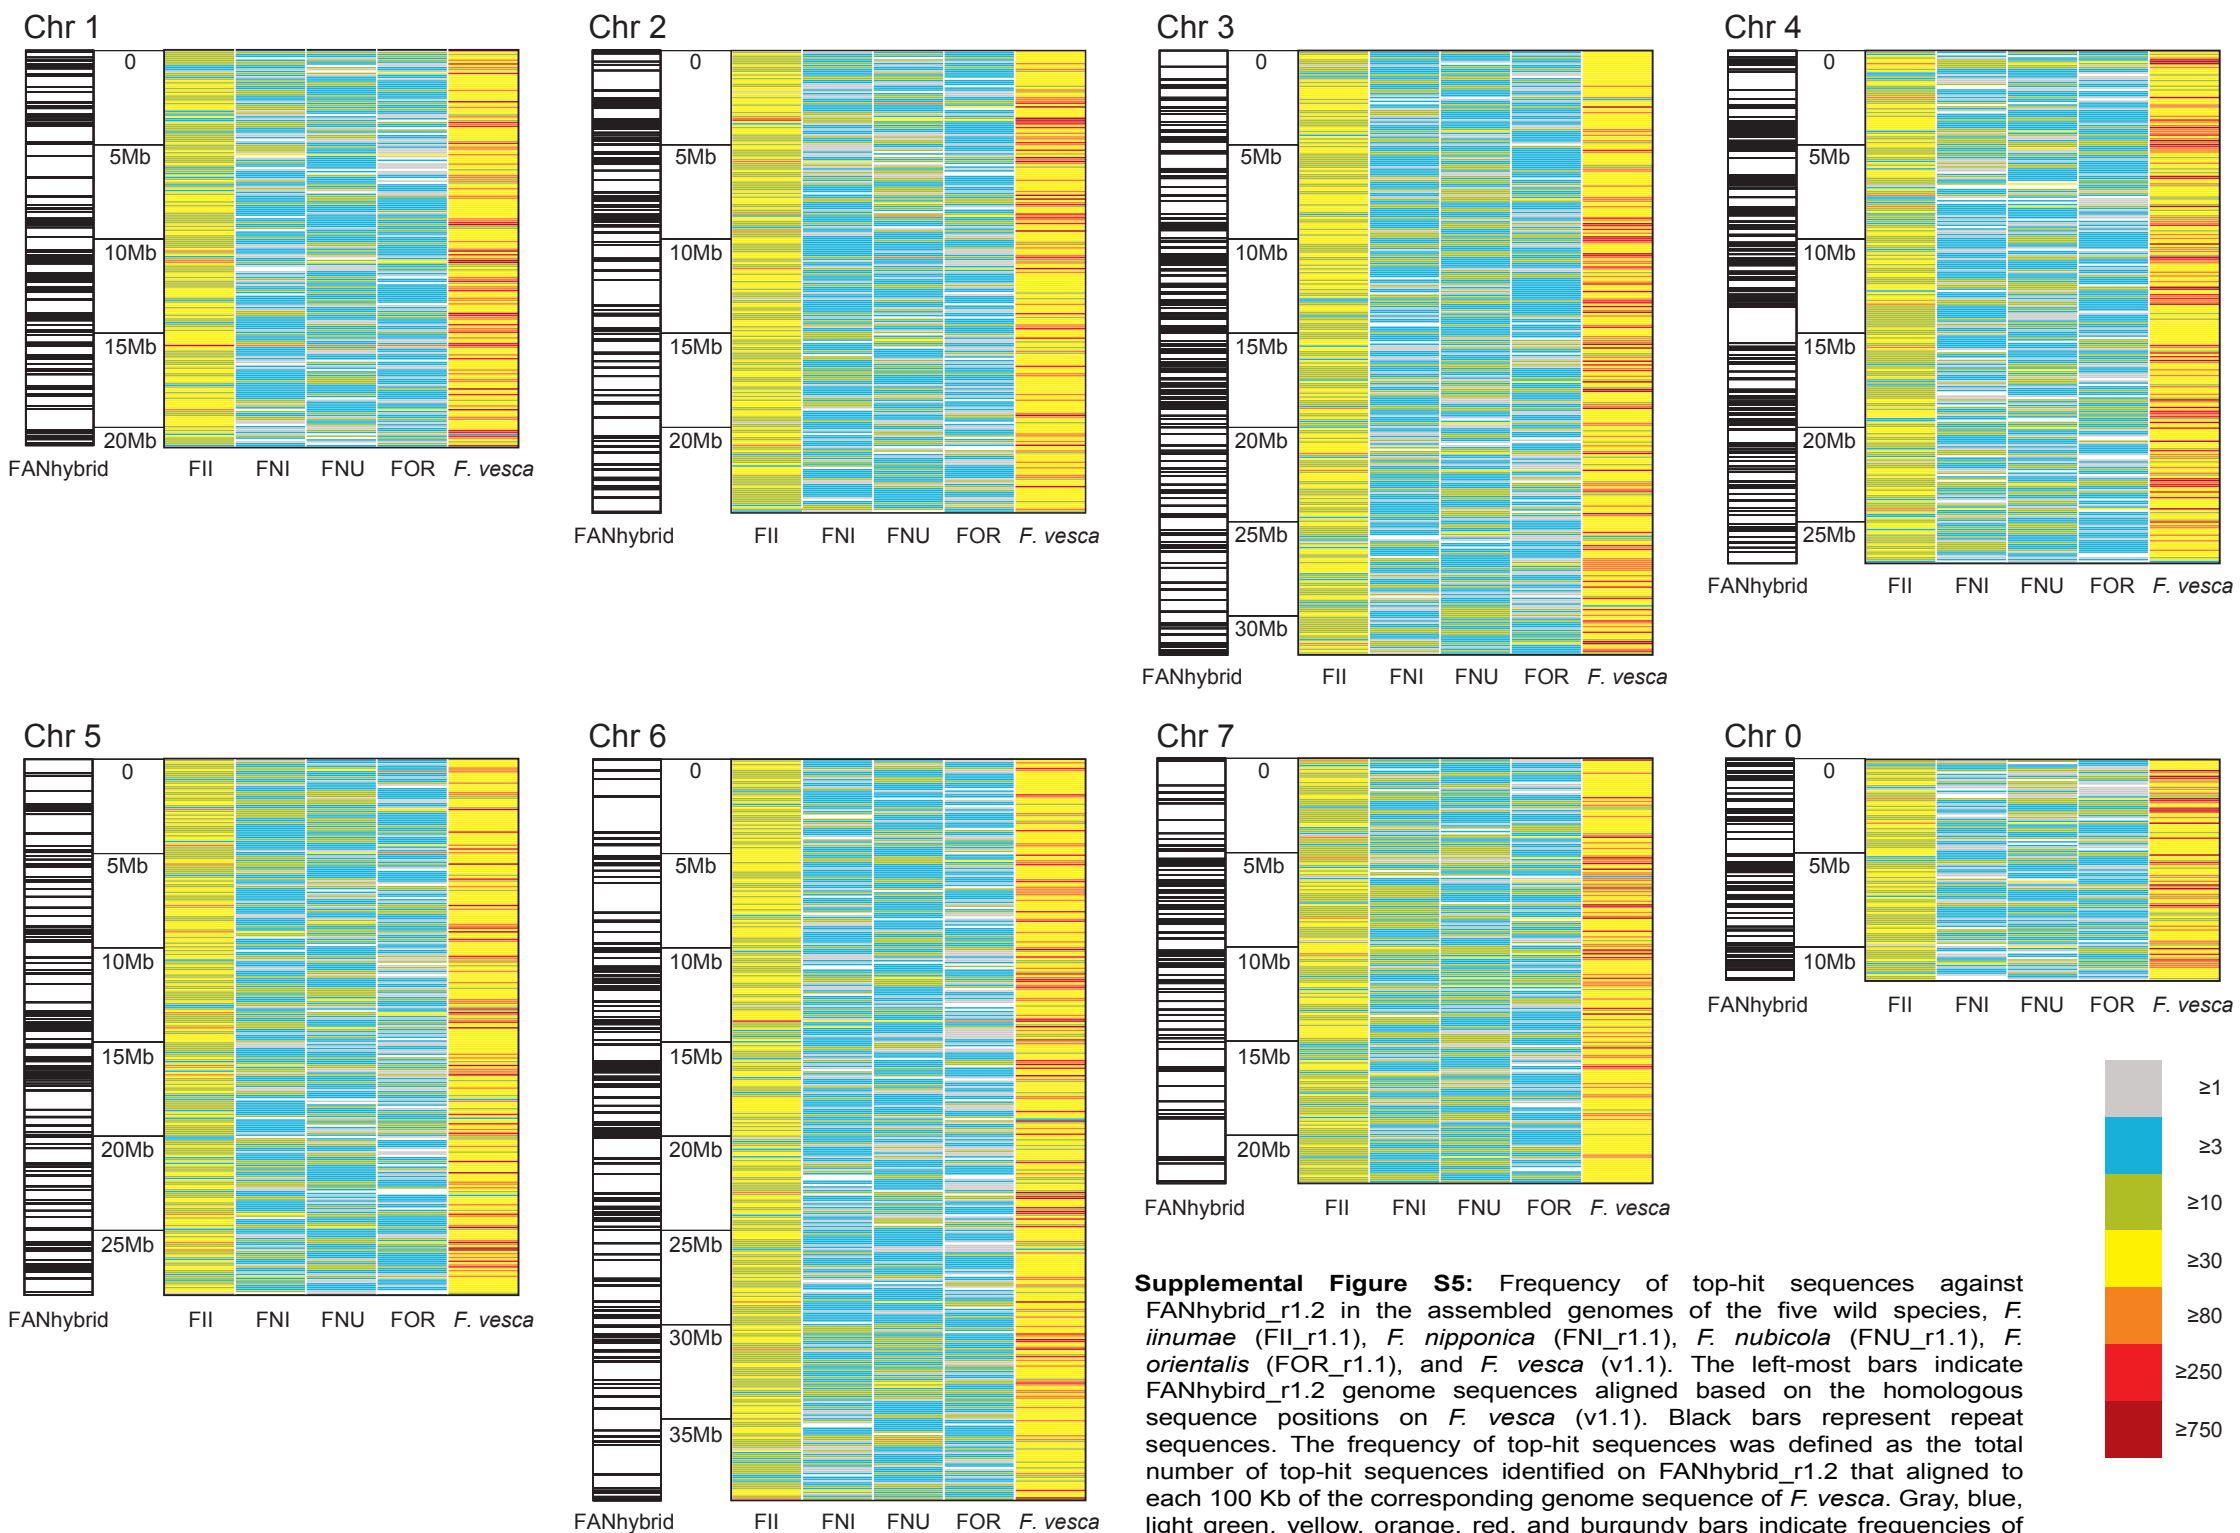 Chr 1
0
5Mb
10Mb
15Mb
20Mb
FANhybrid FII FNI FNU FOR F. vesca
Chr 2
0
5Mb
10Mb
15Mb
20Mb
FANhybrid FII FNI FNU FOR F. vesca
Chr 3
0
5Mb
10Mb
15Mb
20Mb
25Mb
30Mb
FANhybrid FII FNI FNU FOR F. vesca
Chr 4
0
5Mb
10Mb
15Mb
20Mb
25Mb
FANhybrid FII FNI FNU FOR F. vesca
Chr 5
0
5Mb
10Mb
15Mb
20Mb
25Mb
FANhybrid FII FNI FNU FOR F. vesca
Chr 6
0
5Mb
10Mb
15Mb
20Mb
25Mb
30Mb
35Mb
FANhybrid FII FNI FNU FOR F. vesca
Chr 7
0
5Mb
10Mb
15Mb
20Mb
FANhybrid FII FNI FNU FOR F. vesca
Chr 0
0
5Mb
10Mb
FANhybrid FII FNI FNU FOR F. vesca
≥1
≥3
≥10
≥30
≥80
≥250
≥750
Supplemental Figure S5: Frequency of top-hit sequences against
FANhybrid_r1.2 in the assembled genomes of the five wild species, F.
iinumae (FII_r1.1), F. nipponica (FNI_r1.1), F. nubicola (FNU_r1.1), F.
orientalis (FOR_r1.1), and F. vesca (v1.1). The left-most bars indicate
FANhybird_r1.2 genome sequences aligned based on the homologous
sequence positions on F. vesca (v1.1). Black bars represent repeat
sequences. The frequency of top-hit sequences was defined as the total
number of top-hit sequences identified on FANhybrid_r1.2 that aligned to
each 100 Kb of the corresponding genome sequence of F. vesca. Gray, blue,
light green, yellow, orange, red, and burgundy bars indicate frequencies of